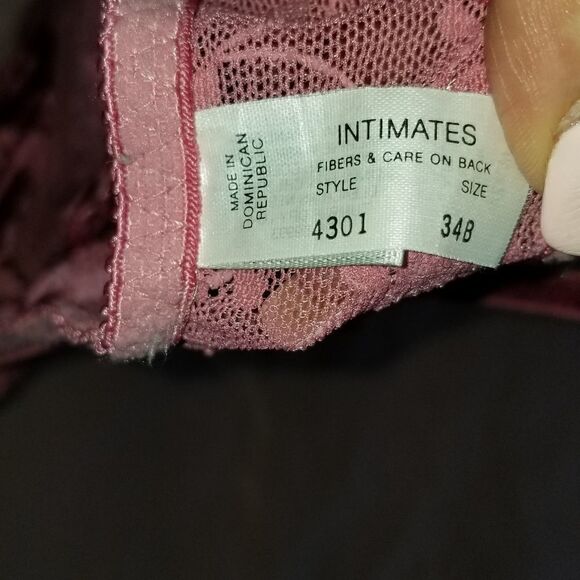 MADE IN
DOMINICAN
REPUBLIC
INTIMATES
FIBERS & CARE ON BACK
STYLE SIZE
4301 34B